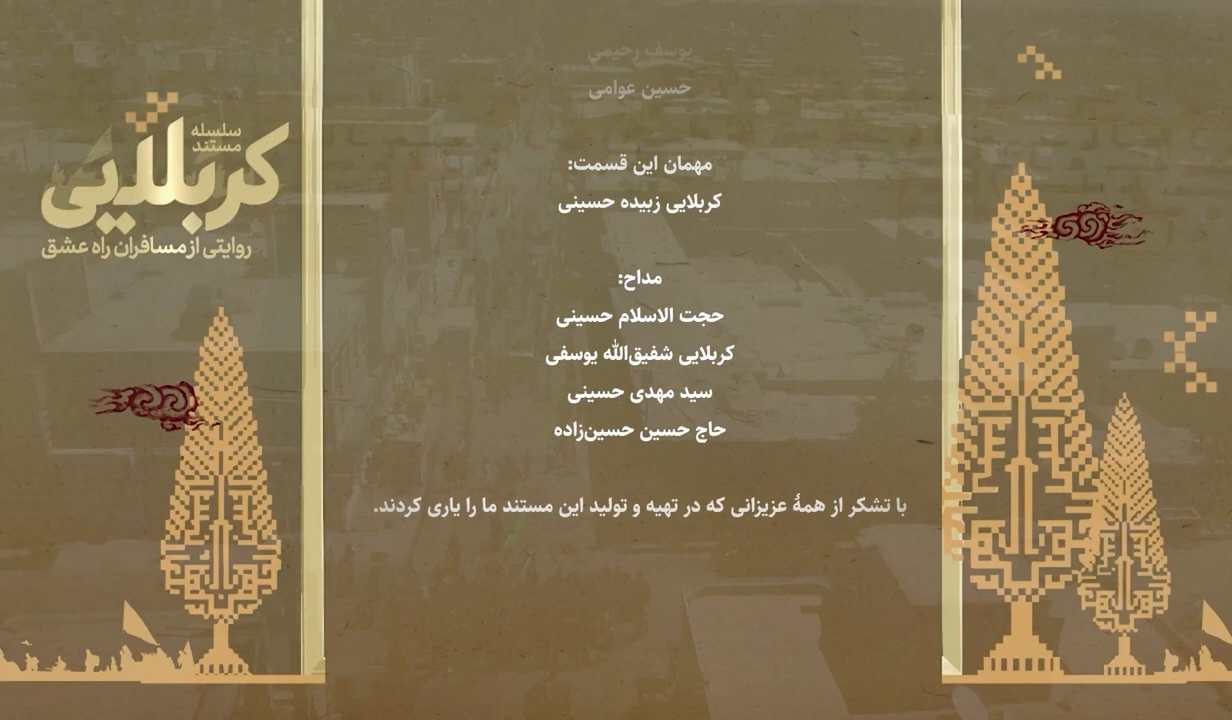 سلسله
مستند
کربلایی
روایتی از مسافران راه عشق
یوسف رحیمی
حسین عوامی
مهمان این قسمت:
کربلایی زبیده حسینی
مداح:
حجت الاسلام حسینی
کربلایی شفیق‌الله یوسفی
سید مهدی حسینی
حاج حسین حسین‌زاده
با تشکر از همهٔ عزیزانی که در تهیه و تولید این مستند ما را یاری کردند.